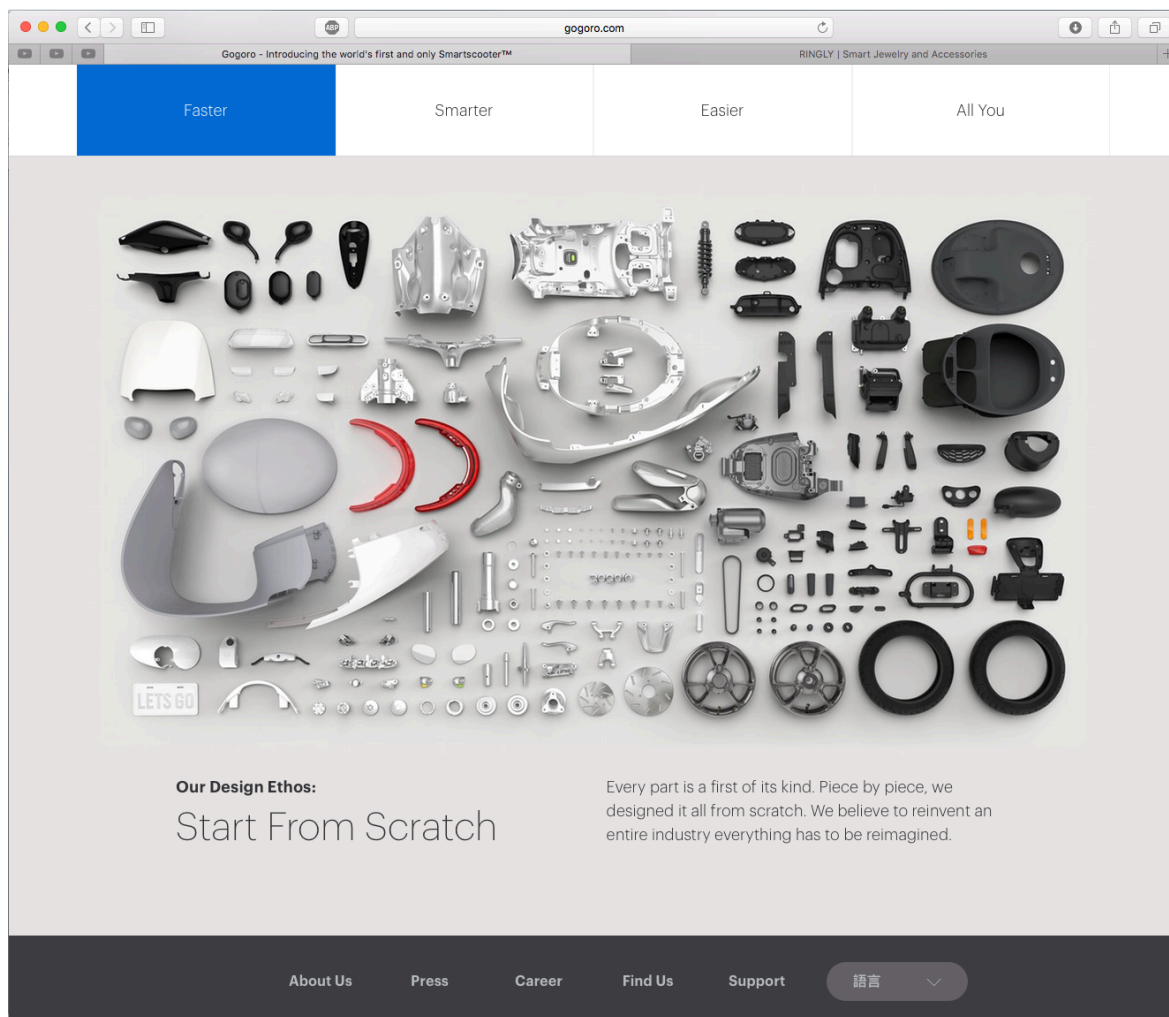 ABP
gogoro.com
Gogoro - Introducing the world's first and only Smartscooter™
RINGLY | Smart Jewelry and Accessories
Faster
Smarter
Easier
All You
gogoro
LETS GO
Our Design Ethos:
Start From Scratch
Every part is a first of its kind. Piece by piece, we
designed it all from scratch. We believe to reinvent an
entire industry everything has to be reimagined.
About Us
Press
Career
Find Us
Support
語言